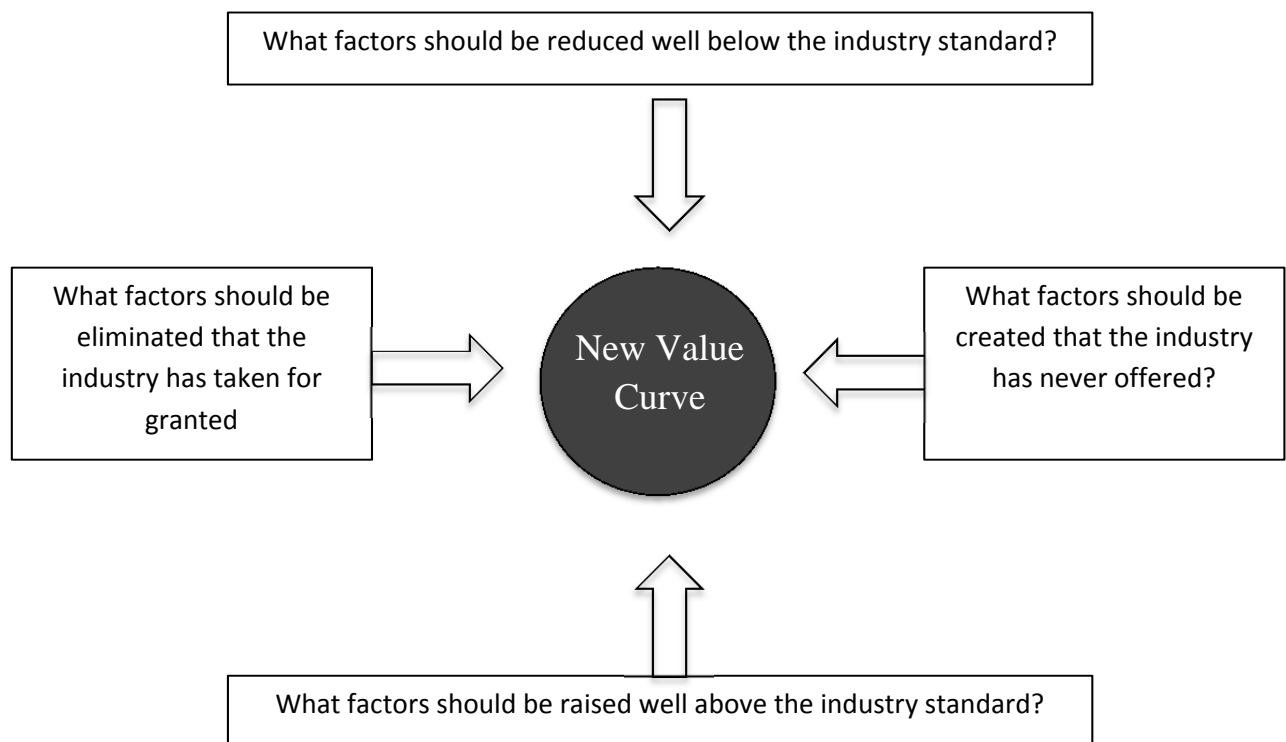 What factors should be reduced well below the industry standard?
What factors should be
eliminated that the
industry has taken for
granted
New Value
Curve
What factors should be
created that the industry
has never offered?
What factors should be raised well above the industry standard?